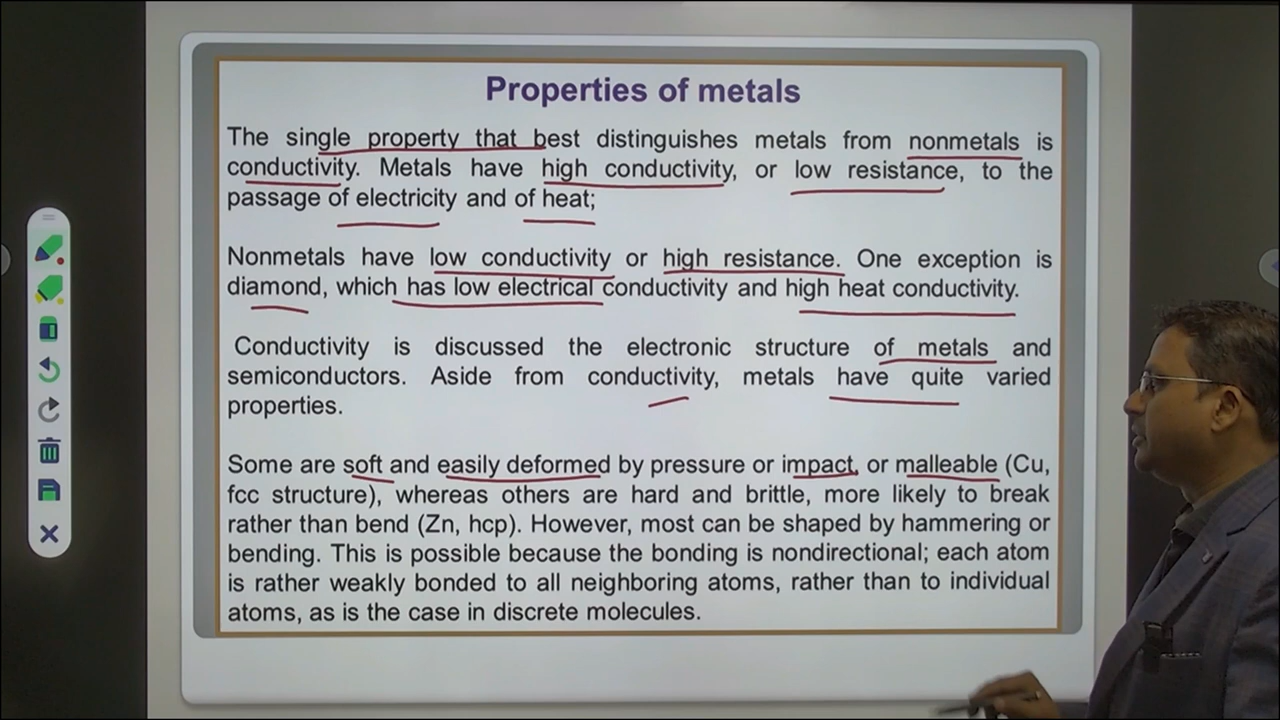 Properties of metals
The single property that best distinguishes metals from nonmetals is
conductivity. Metals have high conductivity, or low resistance, to the
passage of electricity and of heat;
Nonmetals have low conductivity or high resistance. One exception is
diamond, which has low electrical conductivity and high heat conductivity.
Conductivity is discussed the electronic structure of metals and
semiconductors. Aside from conductivity, metals have quite varied
properties.
Some are soft and easily deformed by pressure or impact, or malleable (Cu,
fcc structure), whereas others are hard and brittle, more likely to break
rather than bend (Zn, hcp). However, most can be shaped by hammering or
bending. This is possible because the bonding is nondirectional; each atom
is rather weakly bonded to all neighboring atoms, rather than to individual
atoms, as is the case in discrete molecules.